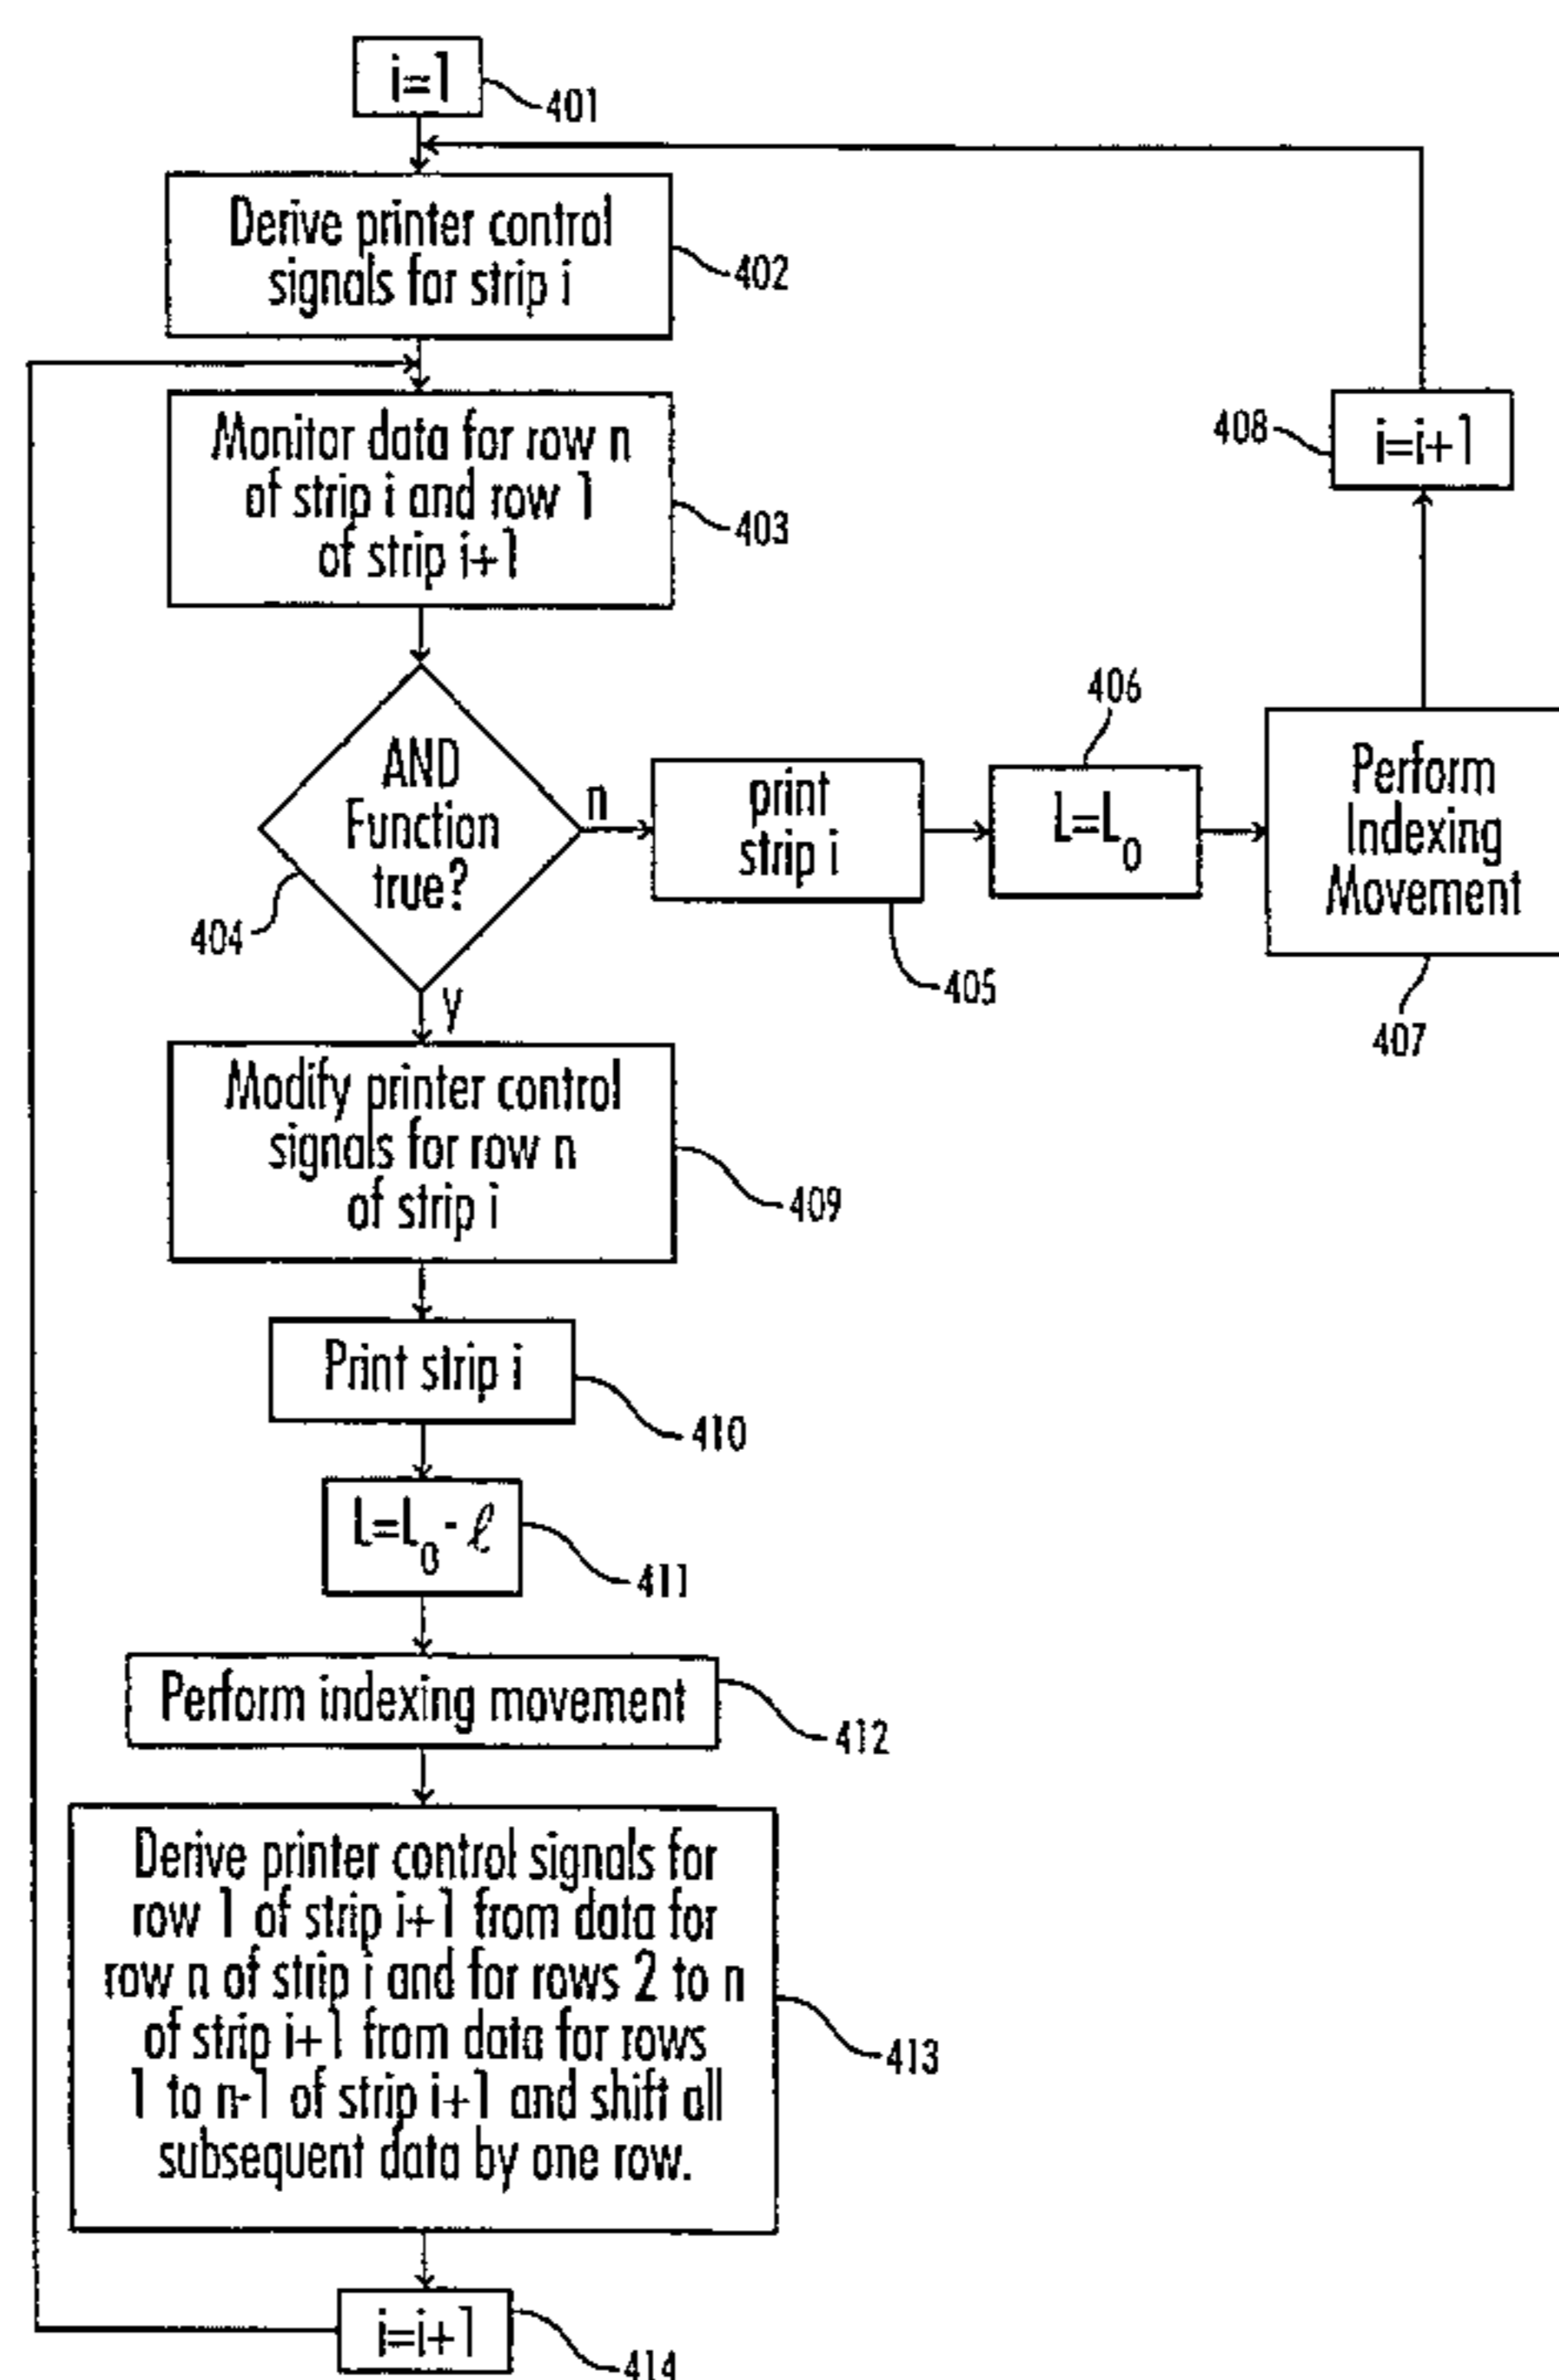 i=1
401
Derive printer control
signals for strip i
402
Monitor data for row n
of strip i and row 1
of strip i+1
403
408
i=i+1
AND
Function
true?
404
n
y
print
strip i
405
406
L=L₀
Perform
Indexing
Movement
407
Modify printer control
signals for row n
of strip i
409
Print strip i
410
L=L₀-ℓ
411
Perform indexing movement
412
Derive printer control signals for
row 1 of strip i+1 from data for
row n of strip i and for rows 2 to n
of strip i+1 from data for rows
1 to n-1 of strip i+1 and shift all
subsequent data by one row.
413
i=i+1
414